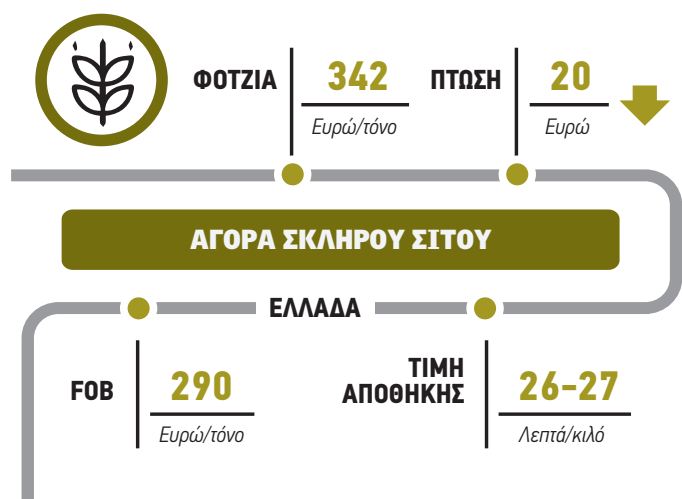 ΦΟΤΖΙΑ 342 ΠΤΩΣΗ 20
Ευρώ/τόνο Ευρώ
ΑΓΟΡΑ ΣΚΛΗΡΟΥ ΣΙΤΟΥ
ΕΛΛΑΔΑ
FOB 290 ΤΙΜΗ
ΑΠΟΘΗΚΗΣ 26-27
Ευρώ/τόνο Λεπτά/κιλό